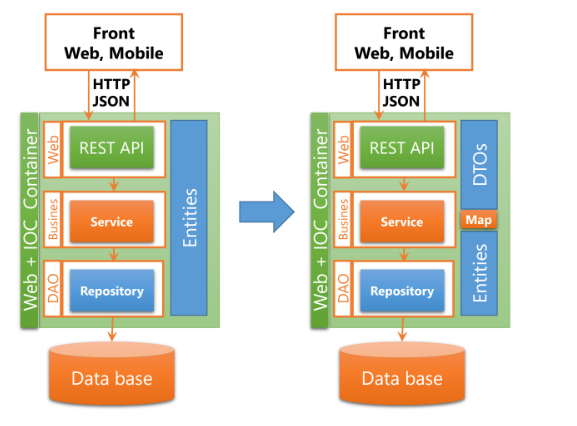 Front
Web, Mobile
HTTP
JSON
Web + IOC Container
Web
REST API
Busines
Service
DAO
Repository
Entities
Data base
Front
Web, Mobile
HTTP
JSON
Web + IOC Container
Web
REST API
Busines
Service
DAO
Repository
DTOs
Map
Entities
Data base